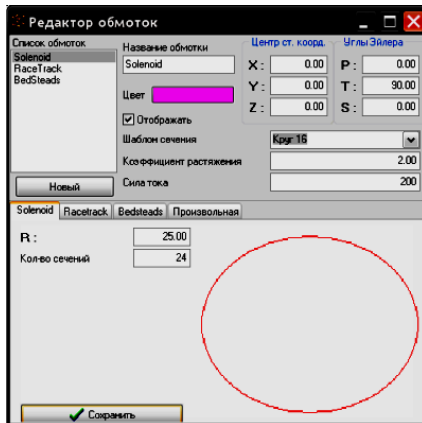 Редактор обмоток
Список обмоток
Solenoid
RaceTrack
BedSteads
Новый
Название обмотки
Solenoid
Цвет
Отображать
Центр ст. коорд.
X : 0.00
Y : 0.00
Z : 0.00
Углы Эйлера
P : 0.00
T : 90.00
S : 0.00
Шаблон сечения Круг 16
Коэффициент растяжения 2.00
Сила тока 200
Solenoid Racetrack Bedsteads Произвольная
R : 25.00
Кол-во сечений 24
Сохранить